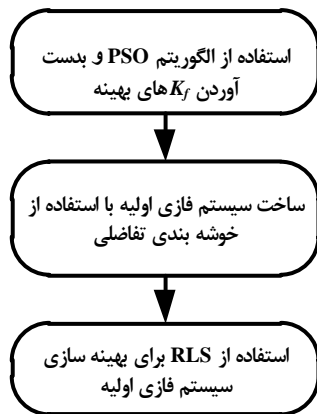 استفاده از الگوریتم PSO و بدست
آوردن Kfهای بهینه
ساخت سیستم فازی اولیه با استفاده از
خوشه بندی تفاضلی
استفاده از RLS برای بهینه سازی
سیستم فازی اولیه